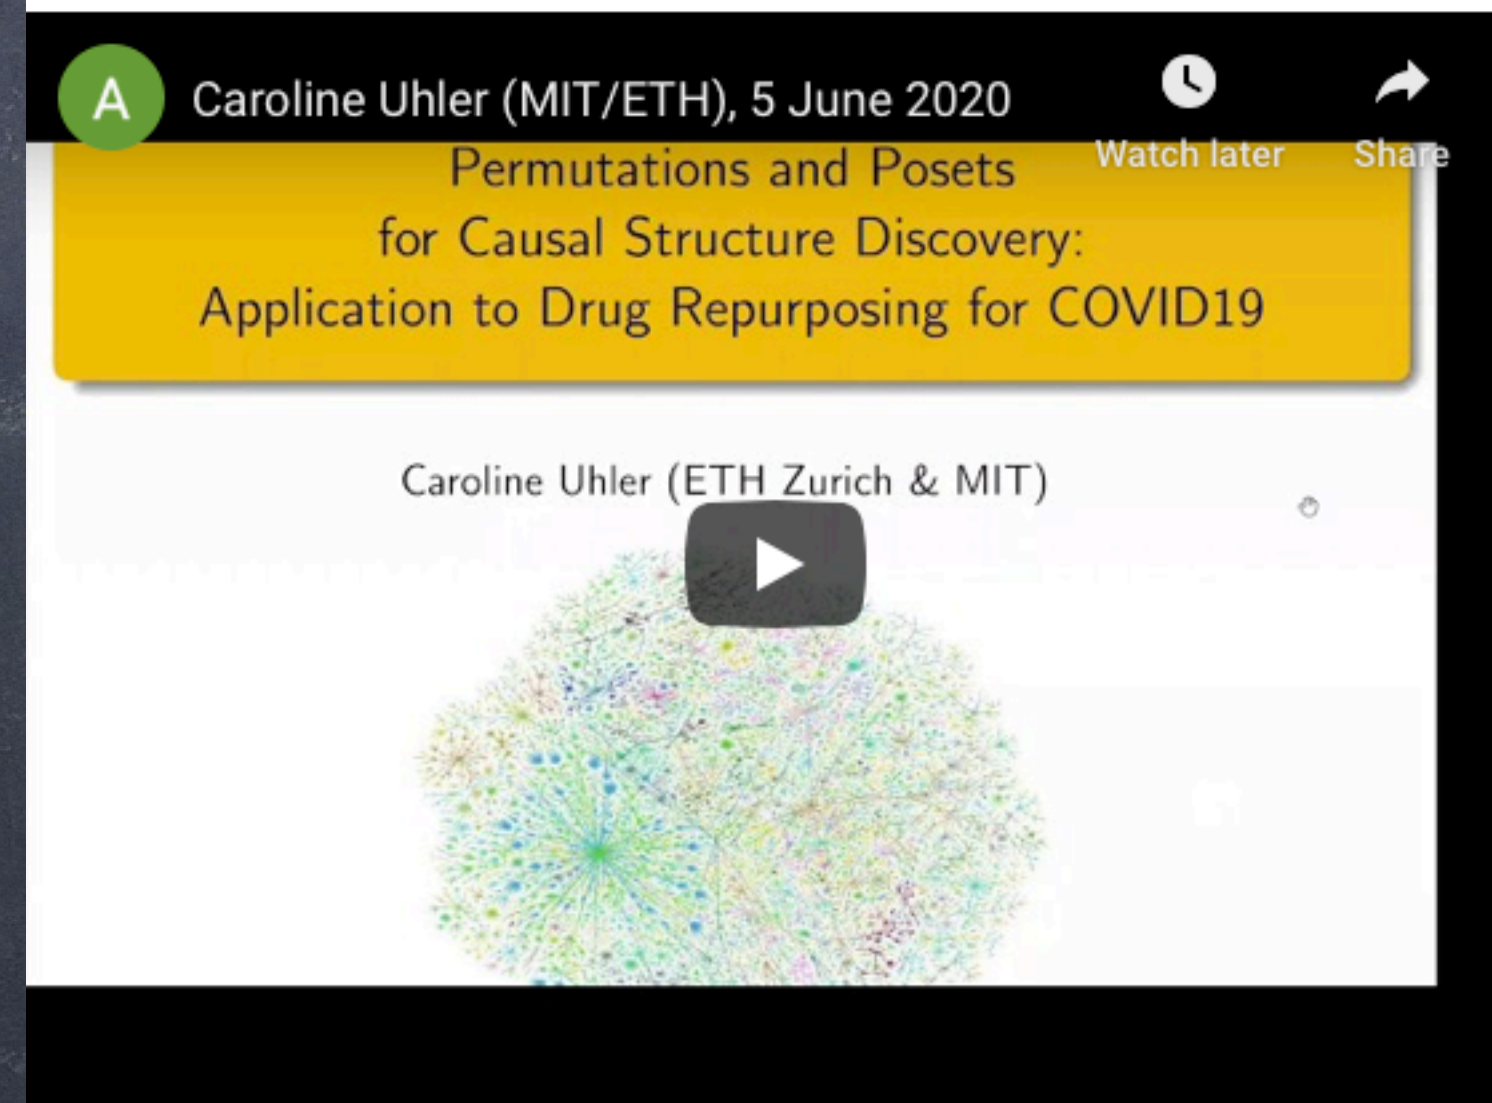 A
Caroline Uhler (MIT/ETH), 5 June 2020
Watch later
Share
Permutations and Posets
for Causal Structure Discovery:
Application to Drug Repurposing for COVID19
Caroline Uhler (ETH Zurich & MIT)